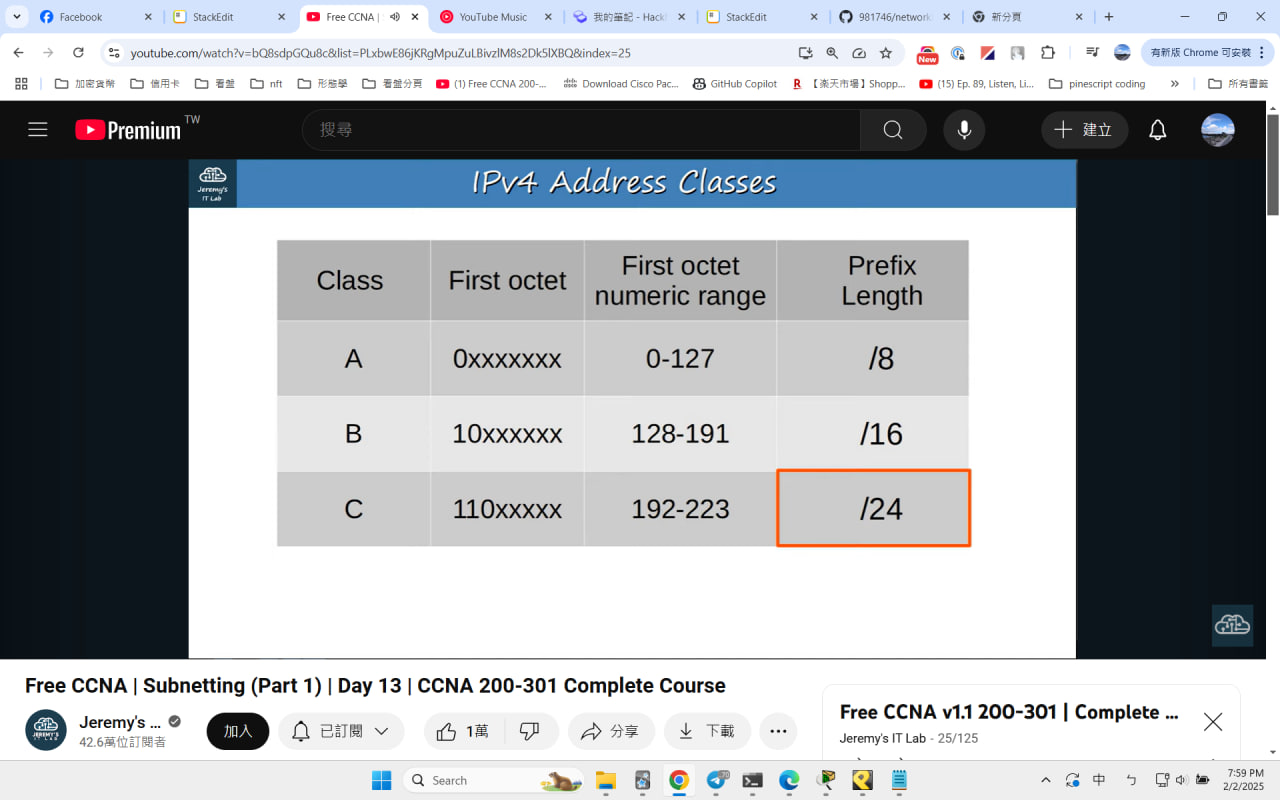 Facebook
StackEdit
Free CCNA |
YouTube Music
我的筆記 - Hack
StackEdit
981746/network
新分頁
youtube.com/watch?v=bQ8sdpGQu8c&list=PLxbwE86jKRgMpuZuLBivzlM8s2Dk5lXBQ&index=25
New
有新版 Chrome 可安裝
加密貨幣
信用卡
看盤
nft
形態學
看盤分頁
(1) Free CCNA 200-...
Download Cisco Pac...
GitHub Copilot
【楽天市場】Shopp...
(15) Ep. 89, Listen, Li...
pinescript coding
所有書籤
Premium TW
搜尋
建立
Jeremy's
IT Lab
IPv4 Address Classes
Class
First octet
First octet
numeric range
Prefix
Length
A
0xxxxxxx
0-127
/8
B
10xxxxxx
128-191
/16
C
110xxxxx
192-223
/24
Free CCNA | Subnetting (Part 1) | Day 13 | CCNA 200-301 Complete Course
JEREMY'S
IT LAB
Jeremy's ...
42.6萬位訂閱者
加入
已訂閱
1萬
分享
下載
Free CCNA v1.1 200-301 | Complete ...
Jeremy's IT Lab - 25/125
Search
70
中
ㄅ
7:59 PM
2/2/2025